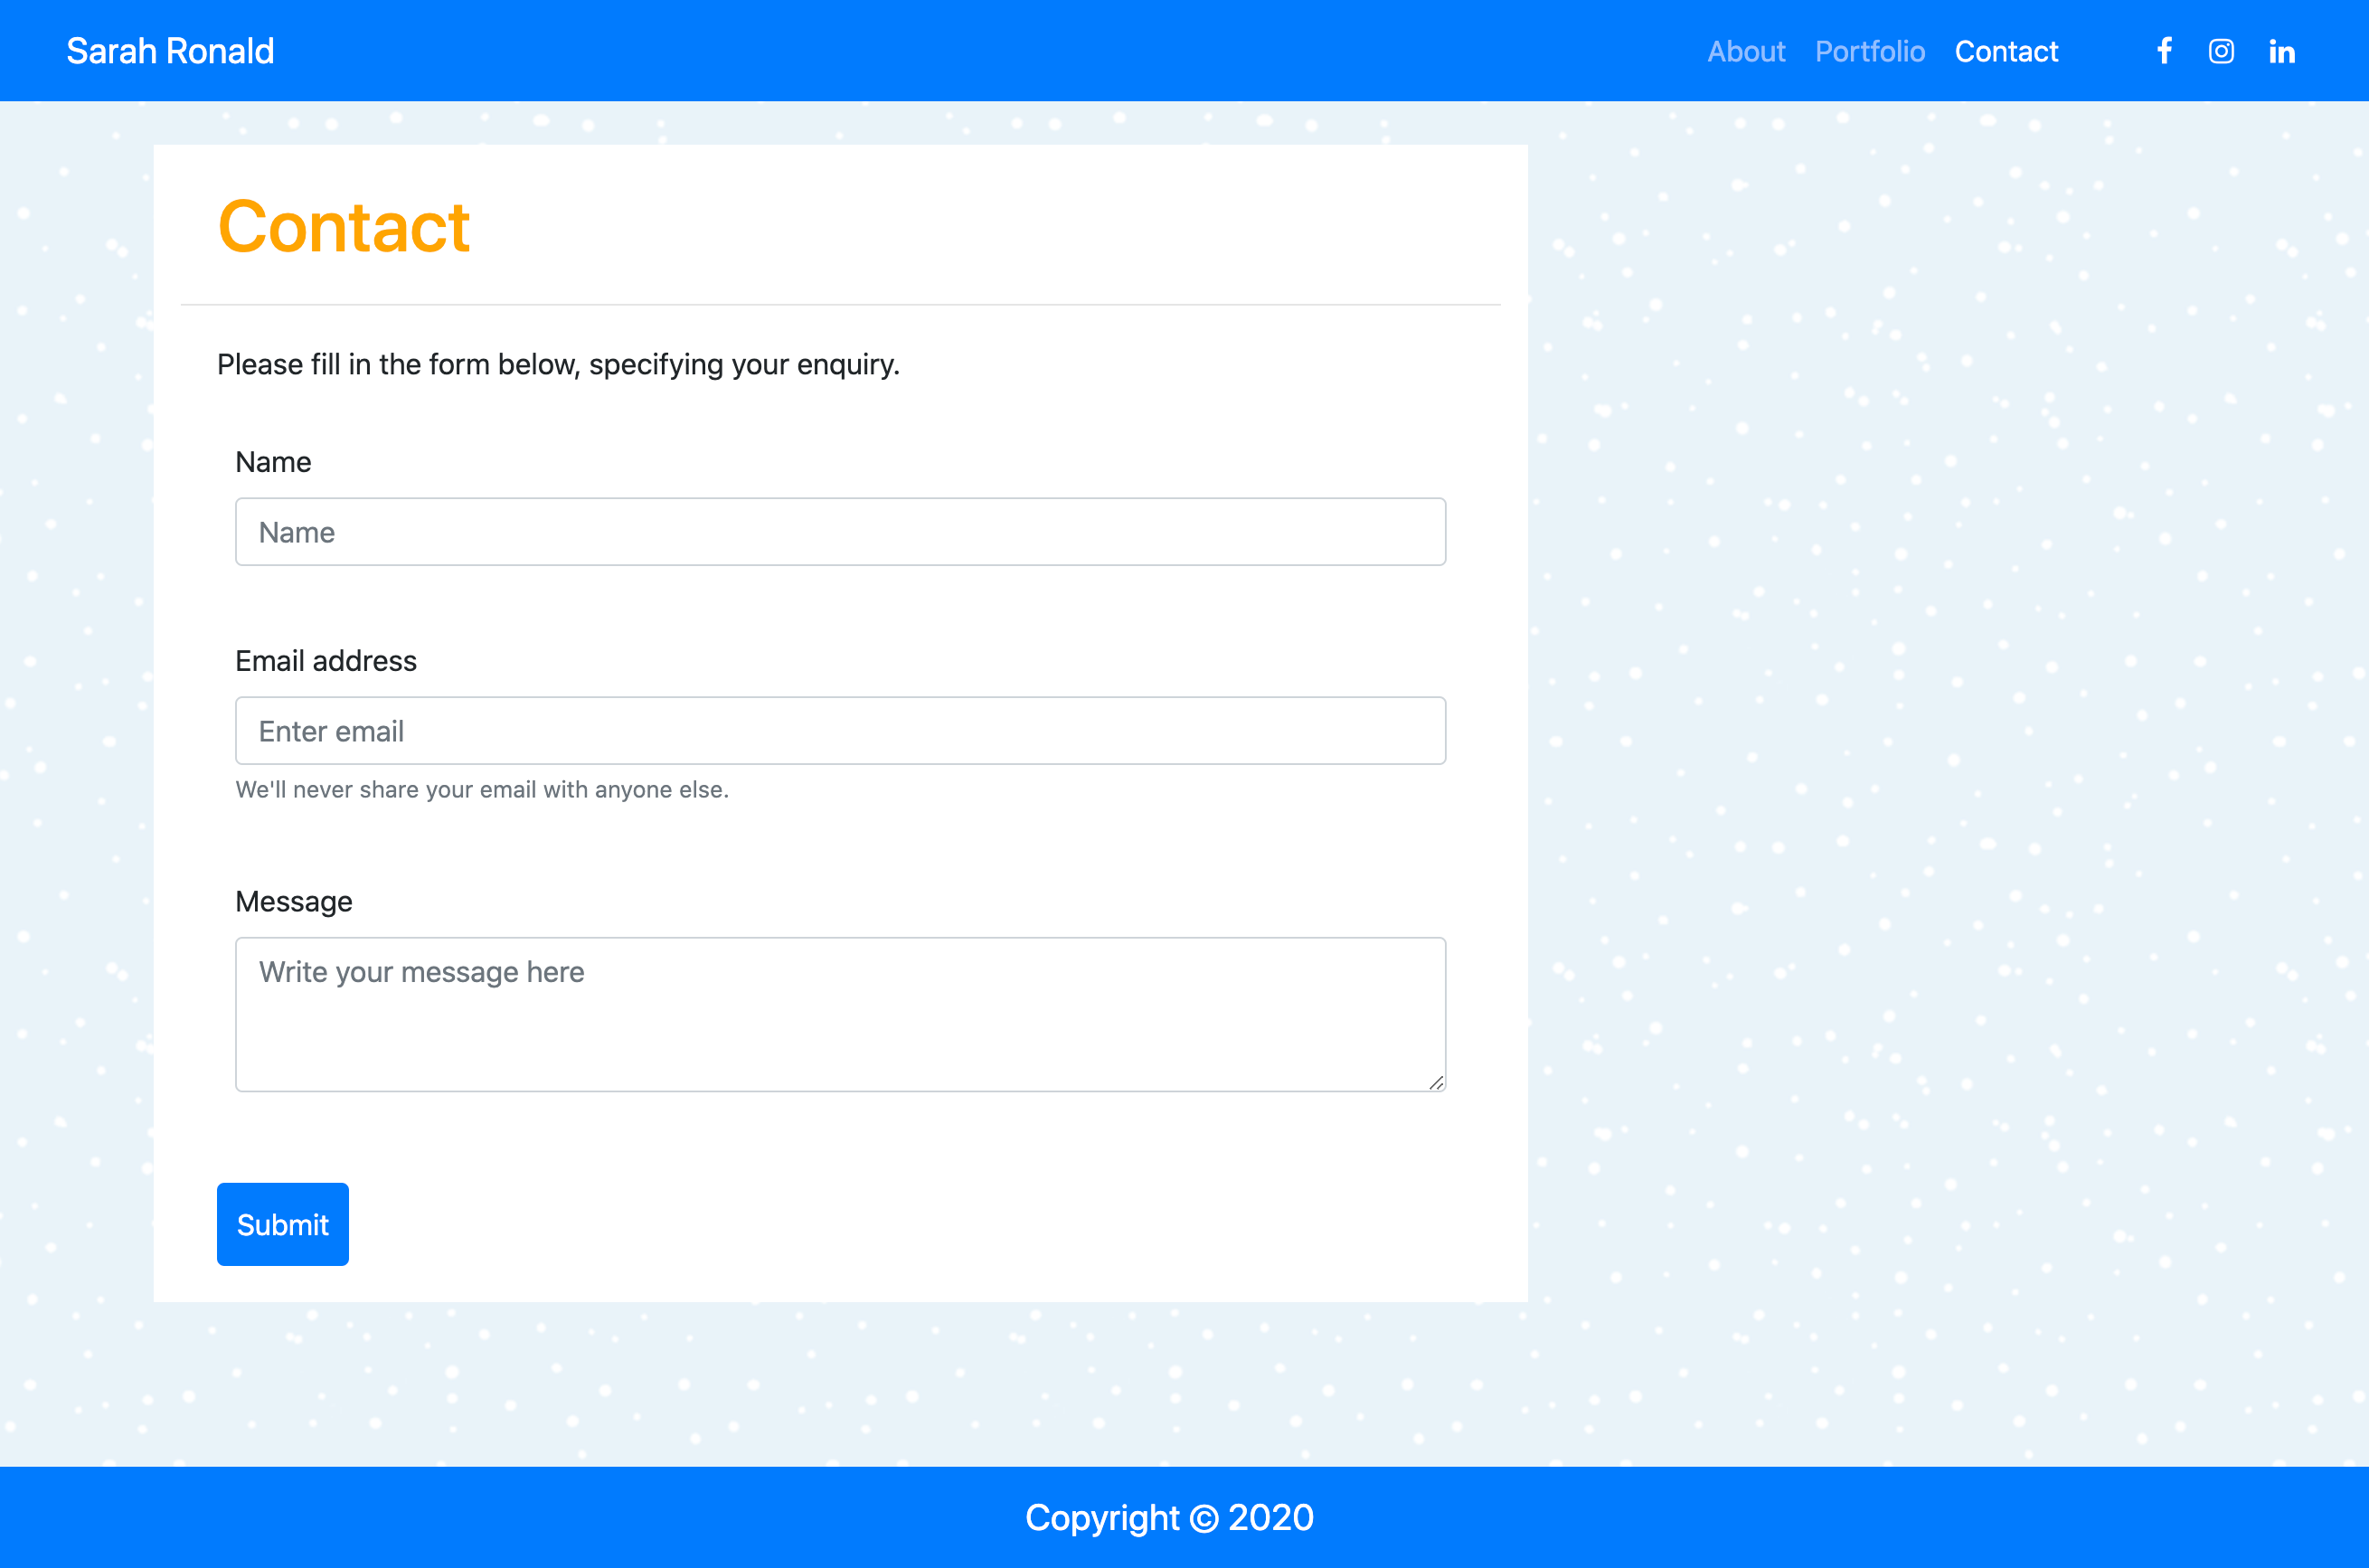 Sarah Ronald
About Portfolio Contact
Contact
Please fill in the form below, specifying your enquiry.
Name
Name
Email address
Enter email
We'll never share your email with anyone else.
Message
Write your message here
Submit
Copyright © 2020